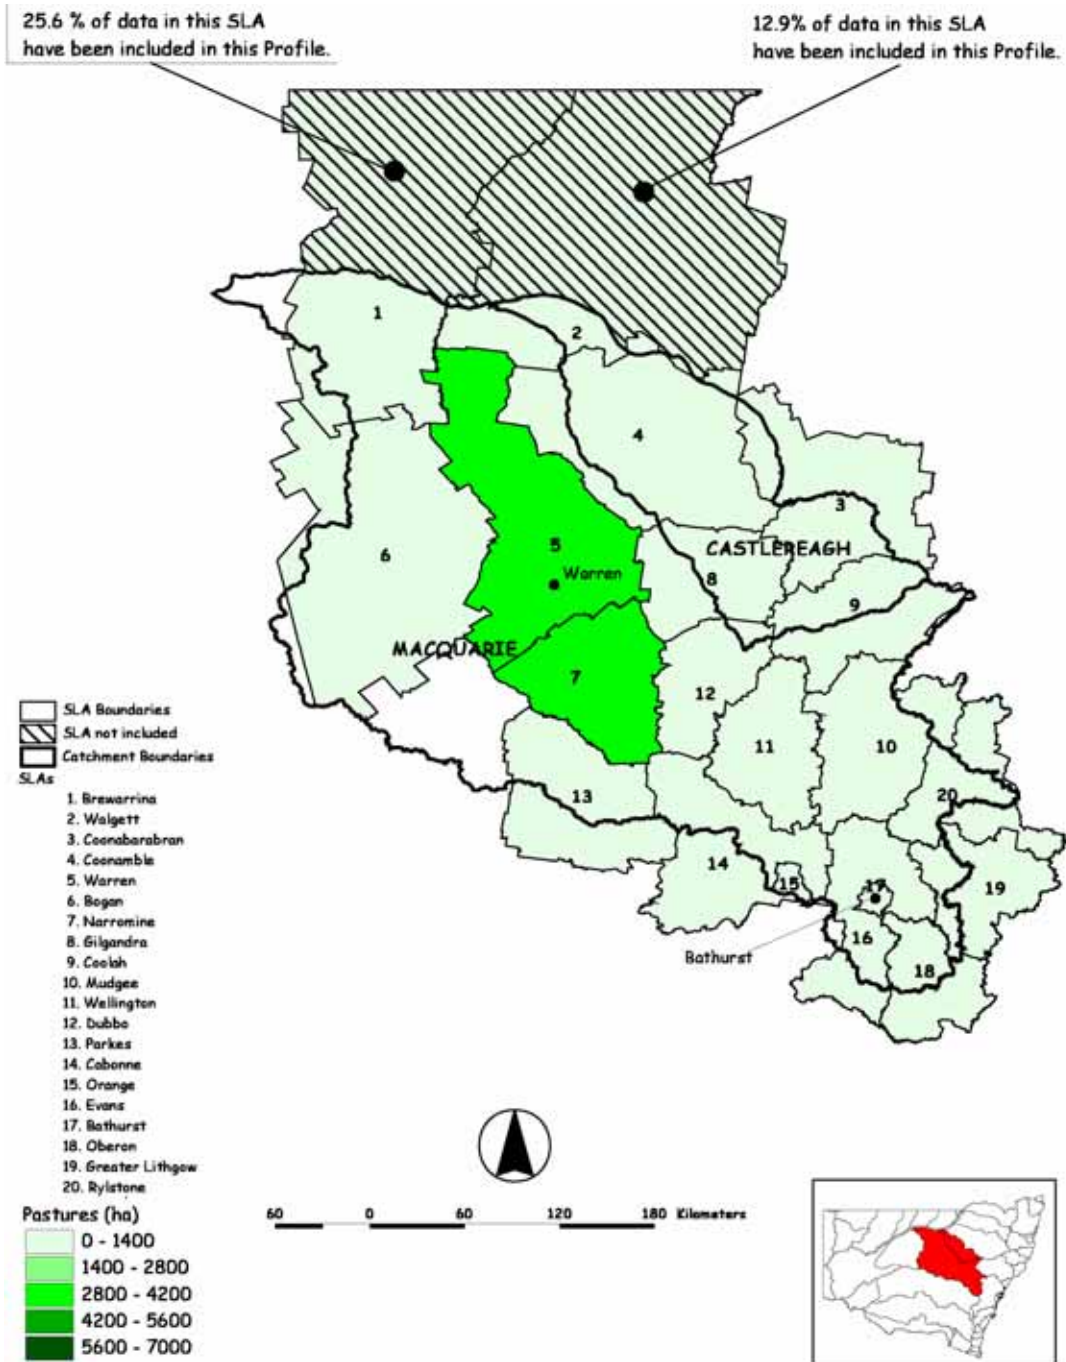 25.6 % of data in this SLA
have been included in this Profile.
12.9% of data in this SLA
have been included in this Profile.
1
2
4
3
5
CASTLEREAGH
6
Warren
8
9
MACQUARIE
7
12
11
10
20
13
14
15
17
19
16
Bathurst
18
SLA Boundaries
SLA not included
Catchment Boundaries
SLAs
1. Brewarrina
2. Walgett
3. Coonabarabran
4. Coonamble
5. Warren
6. Bogan
7. Narromine
8. Gilgandra
9. Coolah
10. Mudgee
11. Wellington
12. Dubbo
13. Parkes
14. Cabonne
15. Orange
16. Evans
17. Bathurst
18. Oberon
19. Greater Lithgow
20. Rylstone
Pastures (ha)
0 - 1400
1400 - 2800
2800 - 4200
4200 - 5600
5600 - 7000
60 0 60 120 180 Kilometers